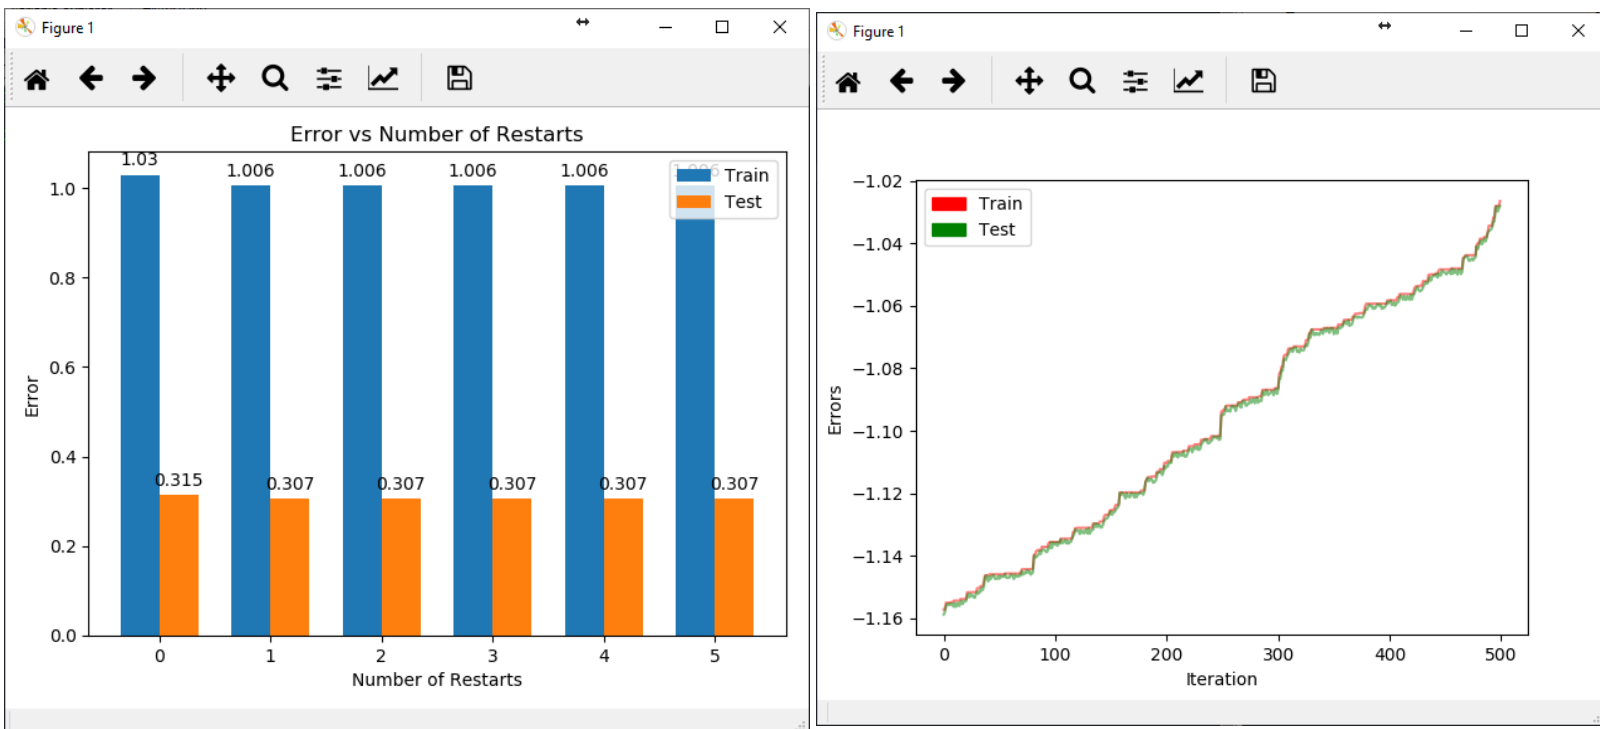 Figure 1
Error vs Number of Restarts
1.03
1.006
1.006
1.006
1.006
1.006
Train
Test
1.0
0.8
0.6
0.4
0.2
0.0
Error
0.315
0.307
0.307
0.307
0.307
0.307
0 1 2 3 4 5
Number of Restarts
Figure 1
Train
Test
−1.02
−1.04
−1.06
−1.08
−1.10
−1.12
−1.14
−1.16
Errors
0 100 200 300 400 500
Iteration